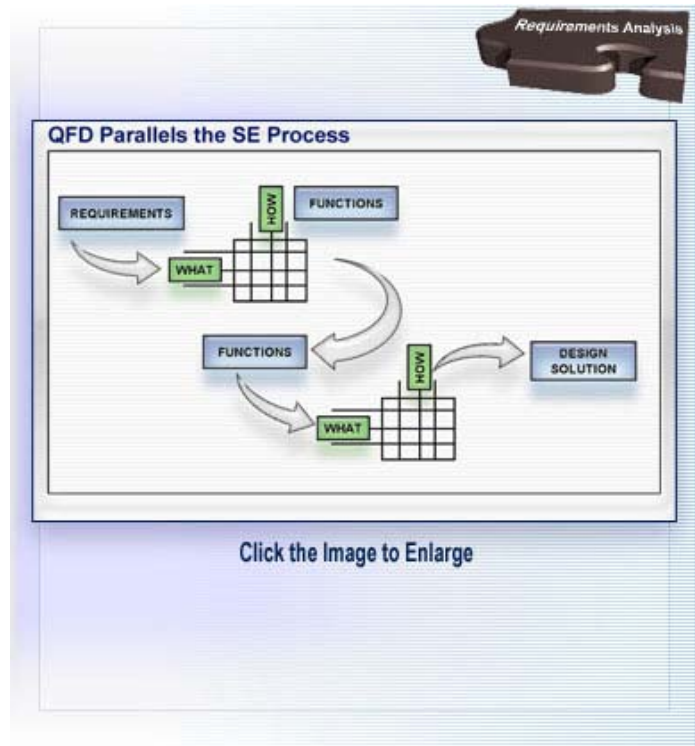 Requirements Analysis
QFD Parallels the SE Process
REQUIREMENTS
HOW
FUNCTIONS
WHAT
FUNCTIONS
HOW
DESIGN
SOLUTION
WHAT
Click the Image to Enlarge